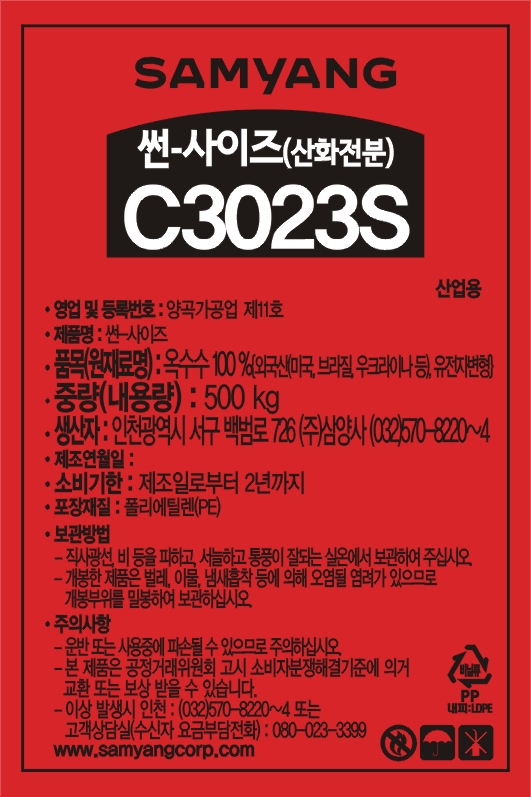 SAMYANG
썬-사이즈(산화전분)
C3023S
산업용
• 영업 및 등록번호 : 양곡가공업 제11호
• 제품명 : 썬-사이즈
• 품목(원재료명) : 옥수수 100 %{외국산(미국, 브라질, 우크라이나 등), 유전자변형}
• 중량(내용량) : 500 kg
• 생산자 : 인천광역시 서구 백범로 726 (주)삼양사 (032)570-8220~4
• 제조연월일 :
• 소비기한 : 제조일로부터 2년까지
• 포장재질 : 폴리에틸렌(PE)
• 보관방법
- 직사광선, 비 등을 피하고, 서늘하고 통풍이 잘되는 실온에서 보관하여 주십시오.
- 개봉한 제품은 벌레, 이물, 냄새흡착 등에 의해 오염될 염려가 있으므로
개봉부위를 밀봉하여 보관하십시오.
• 주의사항
- 운반 또는 사용중에 파손될 수 있으므로 주의하십시오.
- 본 제품은 공정거래위원회 고시 소비자분쟁해결기준에 의거
교환 또는 보상 받을 수 있습니다.
- 이상 발생시 인천 : (032)570-8220~4 또는
고객상담실(수신자 요금부담전화) : 080-023-3399
www.samyangcorp.com
비닐류
PP
내피:LDPE